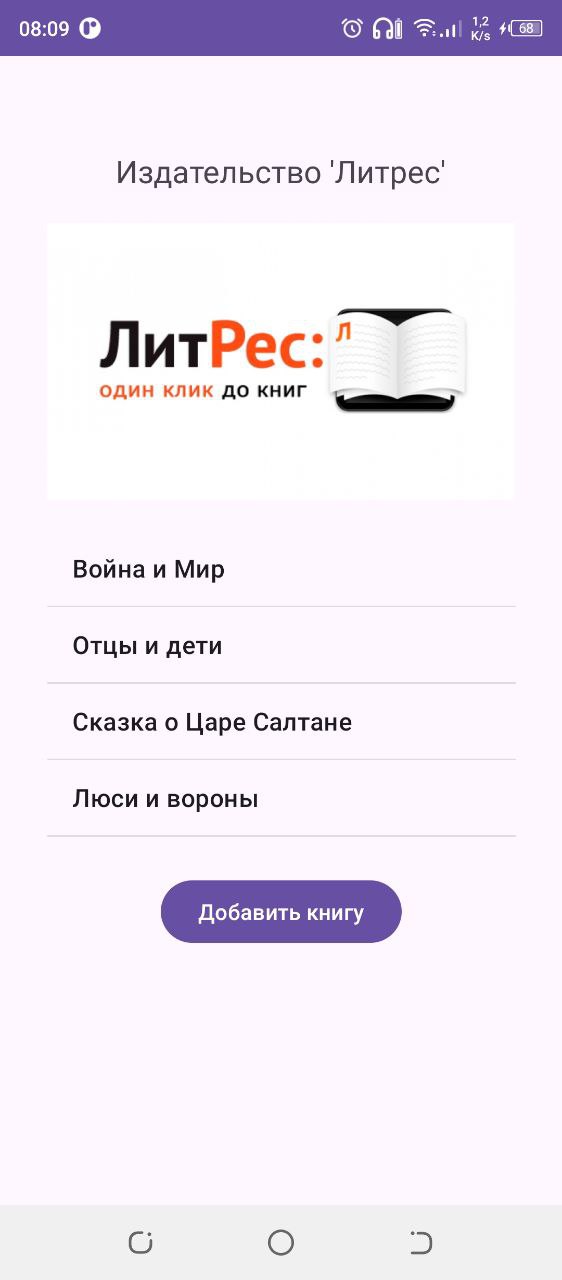 08:09
1,2
K/s
68
Издательство 'Литрес'
ЛитРес:
один клик до книг
Л
Война и Мир
Отцы и дети
Сказка о Царе Салтане
Люси и вороны
Добавить книгу